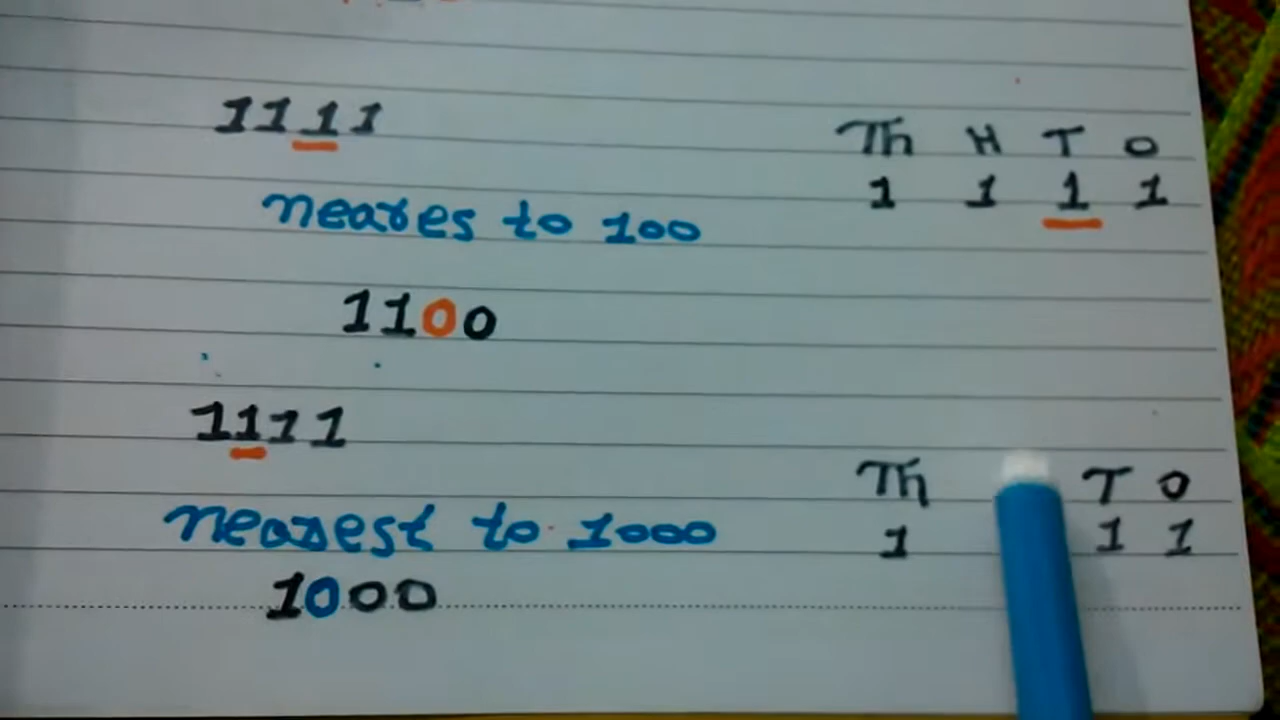 1111
Th H T O
1 1 1 1
neares to 100
1100
1111
Th T O
nearest to 1000
1 1 1
1000